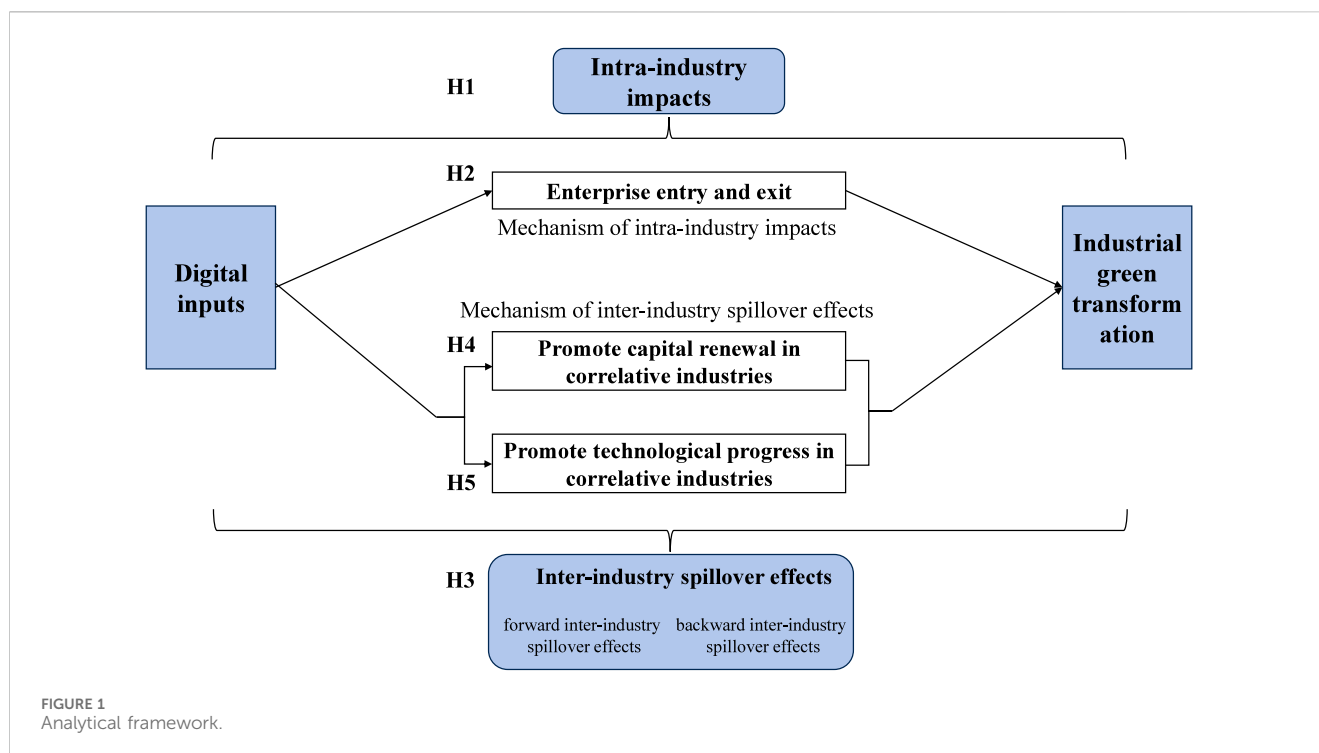 H1
Intra-industry
impacts
H2
Enterprise entry and exit
Mechanism of intra-industry impacts
Digital
inputs
Industrial
green
transform
ation
Mechanism of inter-industry spillover effects
H4
Promote capital renewal in
correlative industries
Promote technological progress in
correlative industries
H5
H3
Inter-industry spillover effects
forward inter-industry
spillover effects
backward inter-industry
spillover effects
FIGURE 1
Analytical framework.